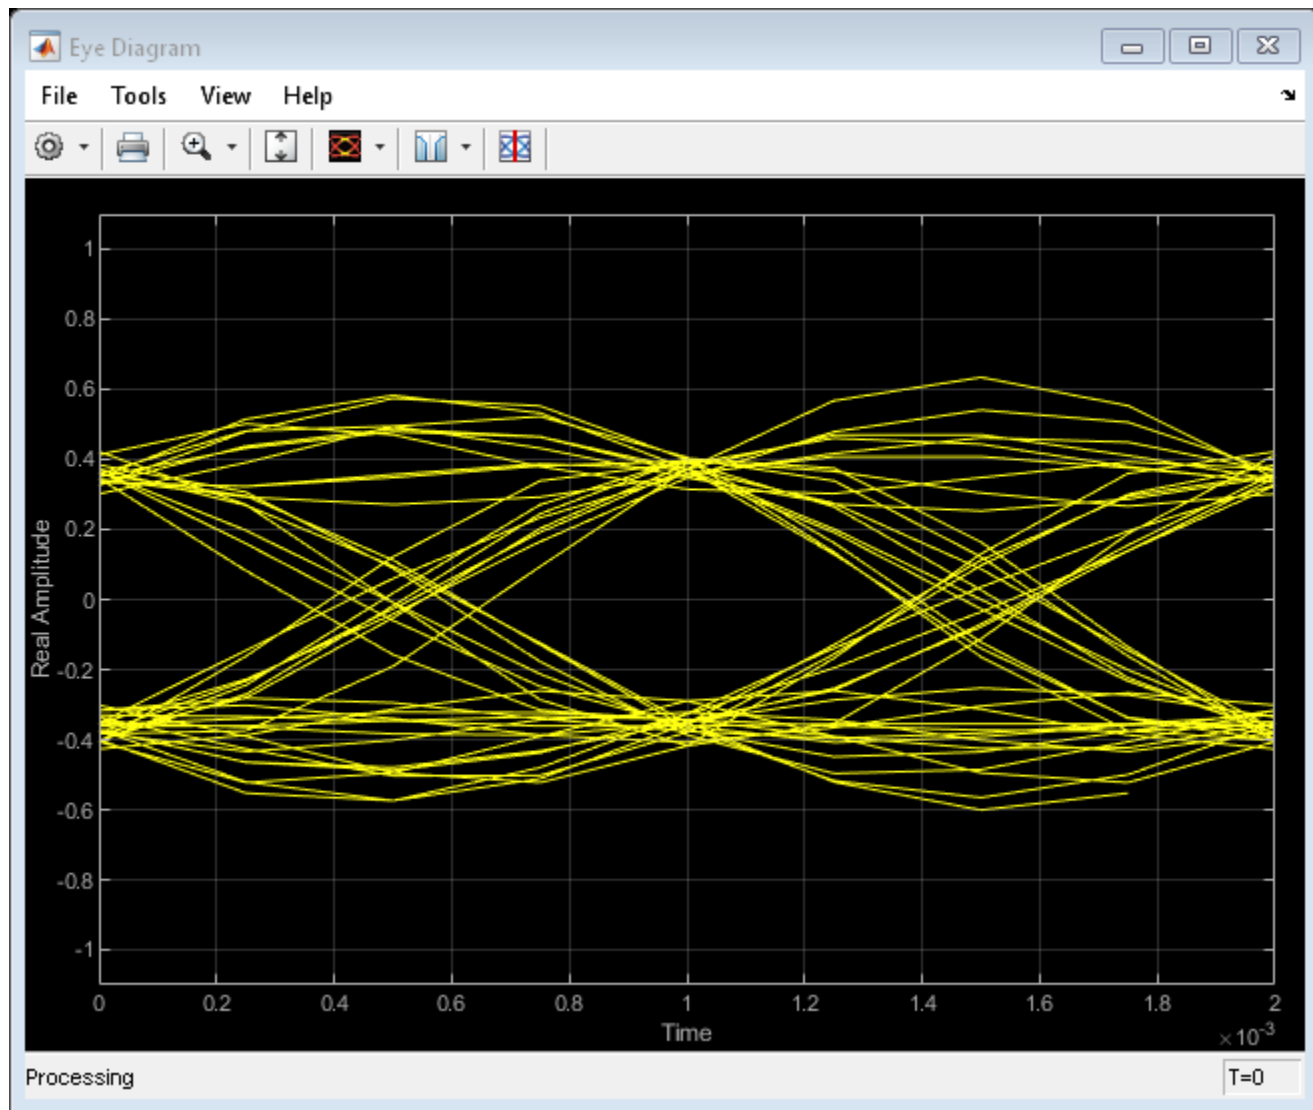 Eye Diagram
File Tools View Help
1
0.8
0.6
0.4
0.2
0
-0.2
-0.4
-0.6
-0.8
-1
Real Amplitude
0 0.2 0.4 0.6 0.8 1 1.2 1.4 1.6 1.8 2
Time
×10⁻³
Processing T=0